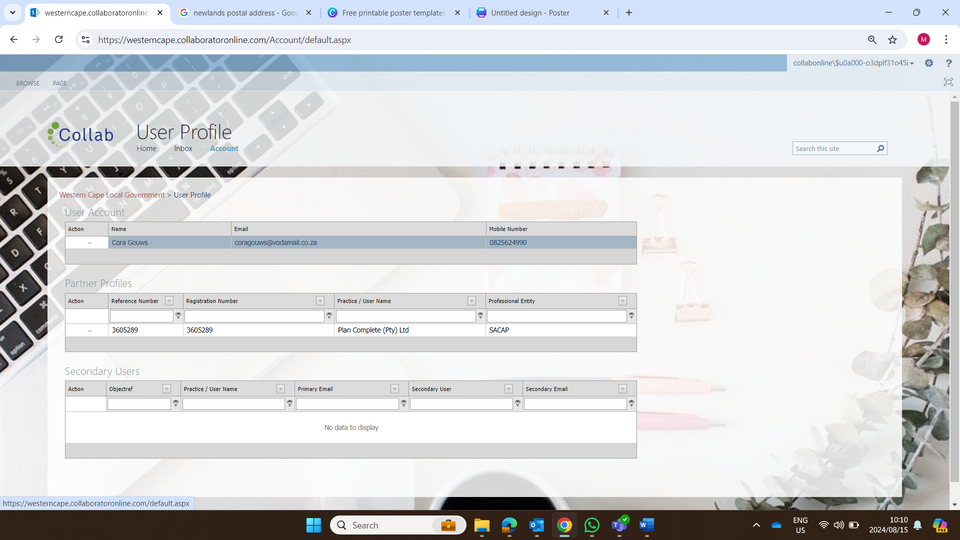 westerncape.collaboratoronline.
newlands postal address - Goo
Free printable poster templates
Untitled design - Poster
https://westerncape.collaboratoronline.com/Account/default.aspx
M
collabonline\$u0a000-o3dplf31o45i
BROWSE PAGE
Collab
User Profile
Home Inbox Account
Search this site
Western Cape Local Government > User Profile
User Account
Action Name Email Mobile Number
Cora Gouws coragouws@vodamail.co.za 0825624990
Partner Profiles
Action Reference Number Registration Number Practice / User Name Professional Entity
3605289 3605289 Plan Complete (Pty) Ltd SACAP
Secondary Users
Action Objectref Practice / User Name Primary Email Secondary User Secondary Email
No data to display
https://westerncape.collaboratoronline.com/default.aspx
Search
ENG
US
10:10
2024/08/15